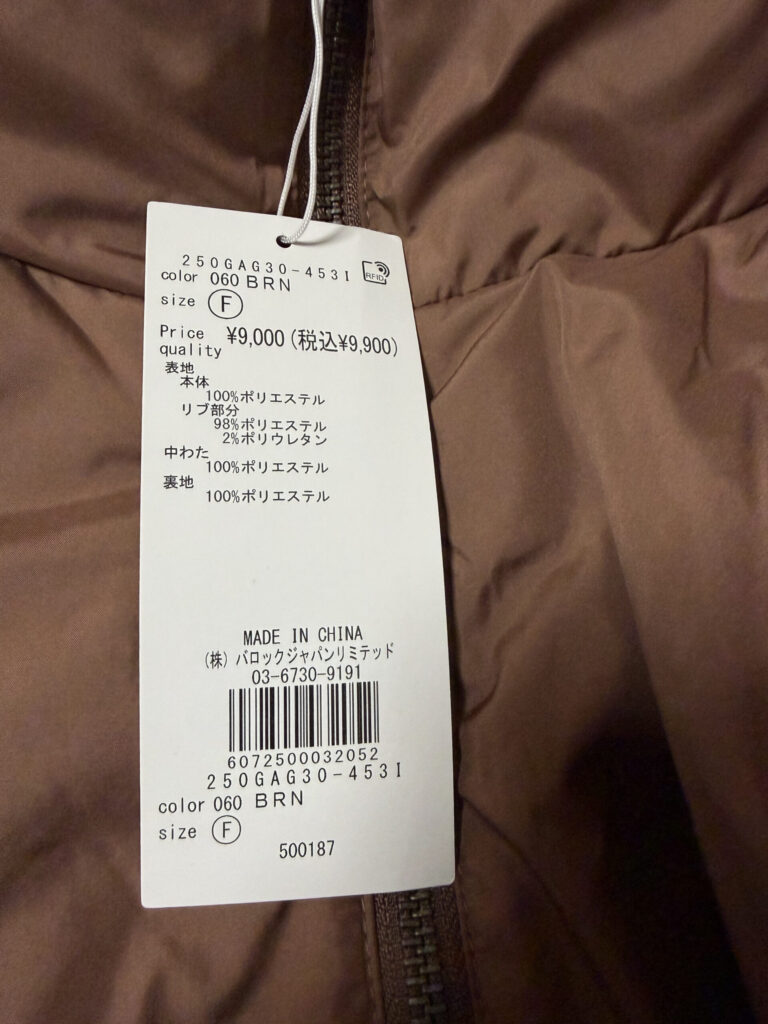 250GAG30-453I
RFID
color 060 BRN
size F
Price ¥9,000(税込¥9,900)
quality
表地
本体
100%ポリエステル
リブ部分
98%ポリエステル
2%ポリウレタン
中わた
100%ポリエステル
裏地
100%ポリエステル
MADE IN CHINA
(株)バロックジャパンリミテッド
03-6730-9191
6072500032052
250GAG30-453I
color 060 BRN
size F
500187